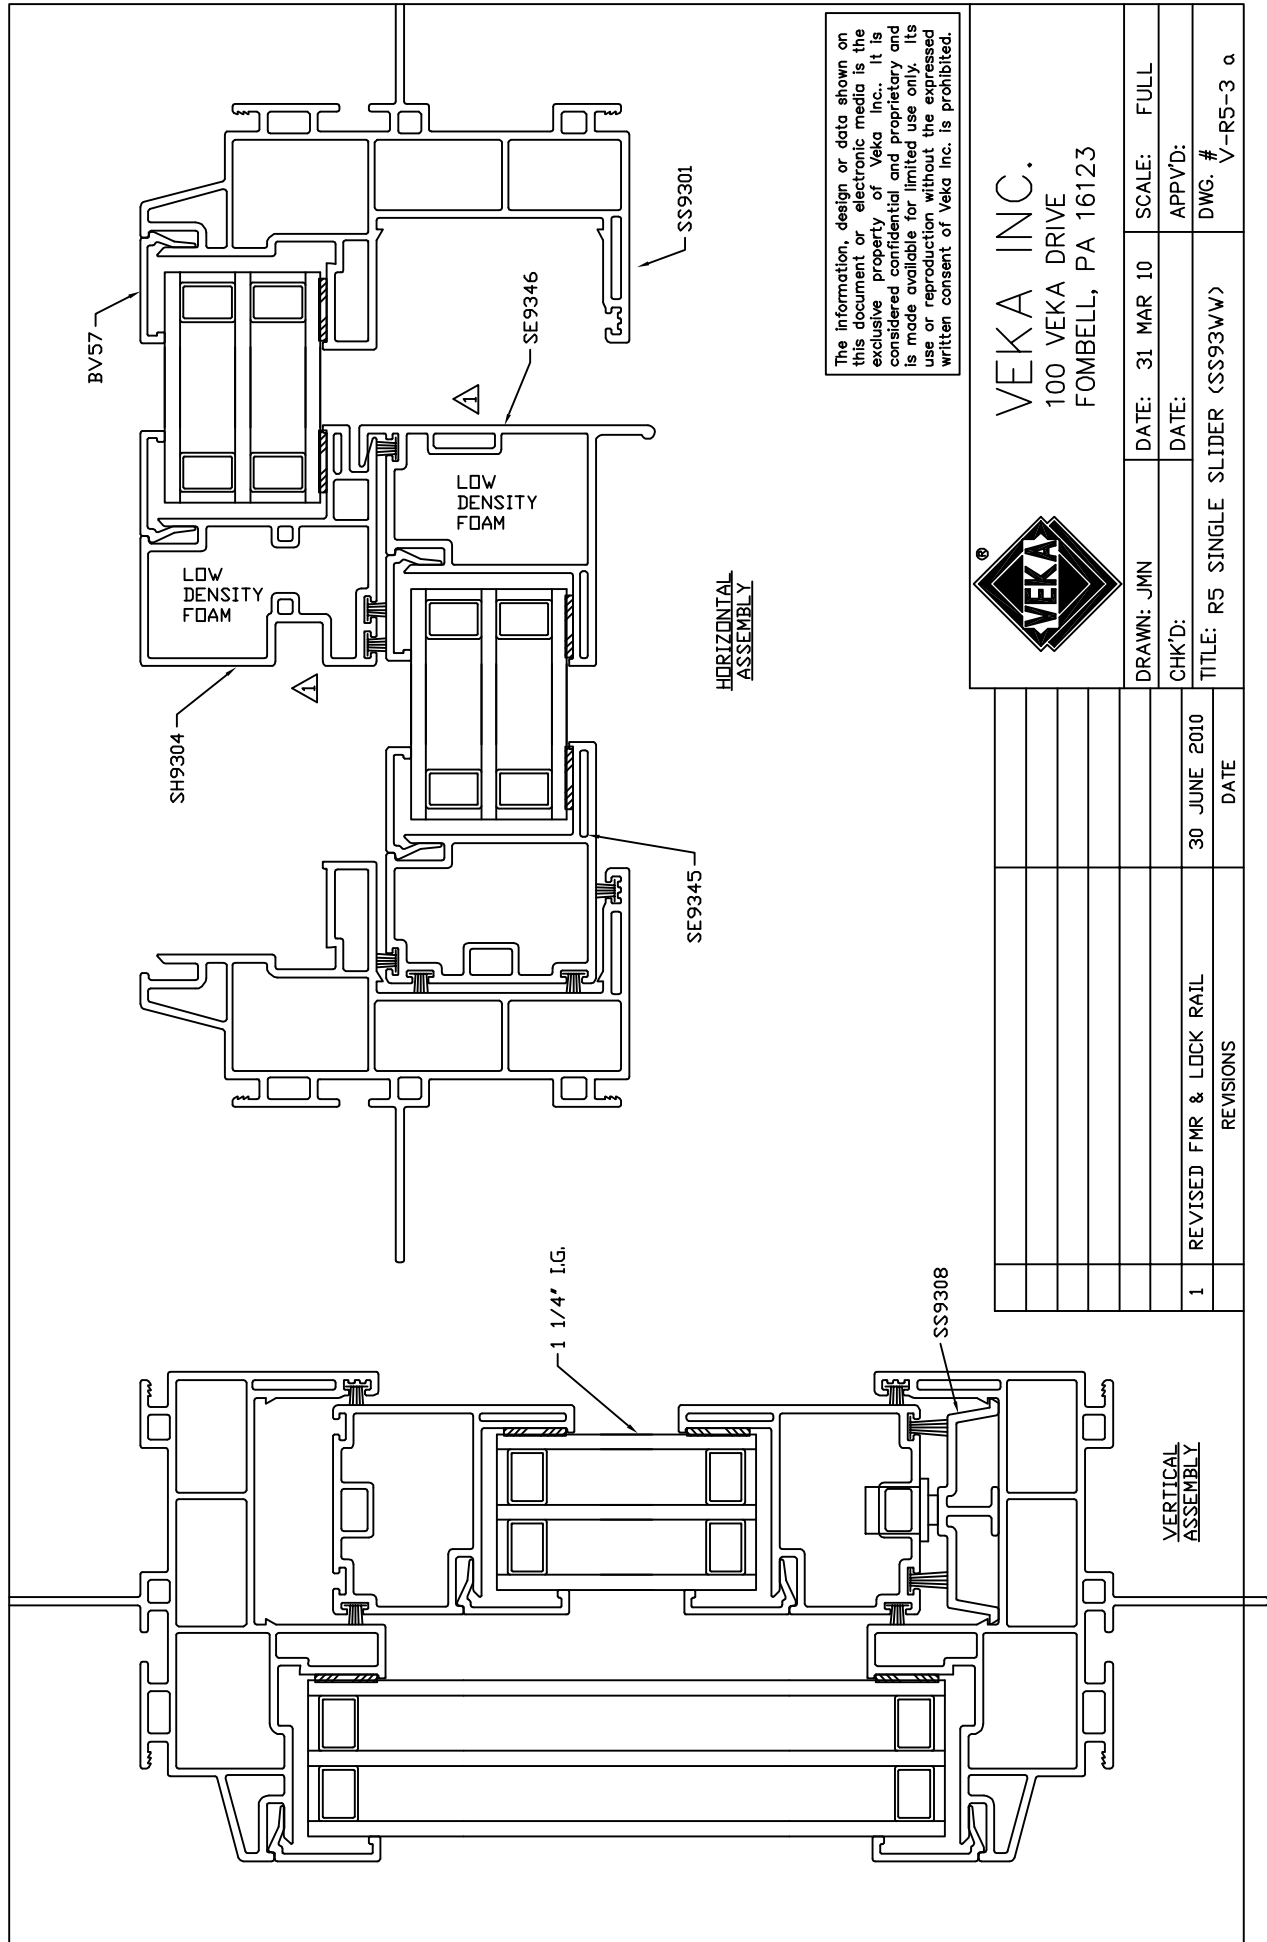 BV57
SS9301
SE9346
1
LOW
DENSITY
FOAM
LOW
DENSITY
FOAM
SH9304
1
SE9345
HORIZONTAL
ASSEMBLY
1 1/4" I.G.
SS9308
VERTICAL
ASSEMBLY
The information, design or data shown on
this document or electronic media is the
exclusive property of Veka Inc.. It is
considered confidential and proprietary and
is made available for limited use only. Its
use or reproduction without the expressed
written consent of Veka Inc. is prohibited.
VEKA
®
VEKA INC.
100 VEKA DRIVE
FOMBELL, PA 16123
DRAWN: JMN
DATE: 31 MAR 10
SCALE: FULL
CHK'D:
DATE:
APPV'D:
TITLE: R5 SINGLE SLIDER (SS93WW)
DWG. #
V-R5-3 a
1 REVISED FMR & LOCK RAIL 30 JUNE 2010
REVISIONS DATE